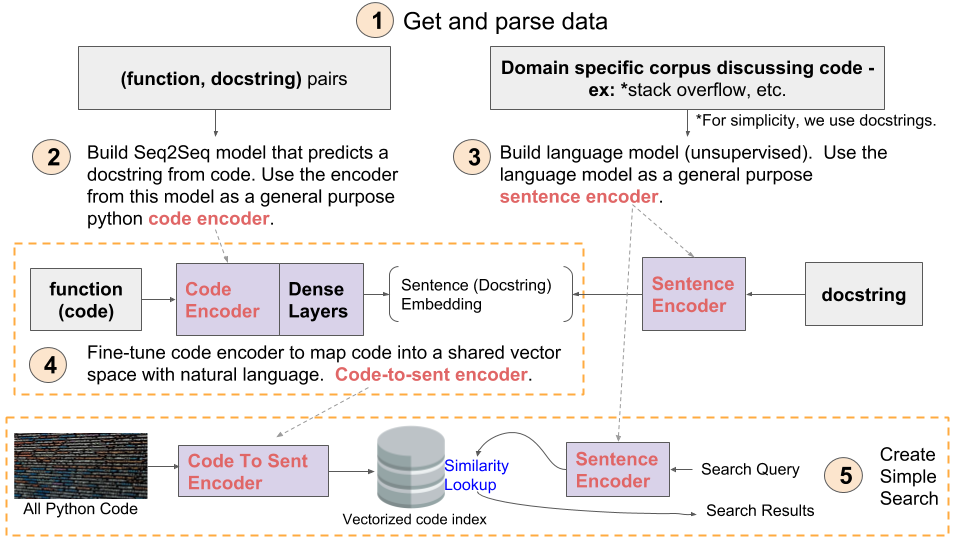 1 Get and parse data
(function, docstring) pairs
Domain specific corpus discussing code -
ex: *stack overflow, etc.
*For simplicity, we use docstrings.
2
Build Seq2Seq model that predicts a
docstring from code. Use the encoder
from this model as a general purpose
python code encoder.
3
Build language model (unsupervised). Use the
language model as a general purpose
sentence encoder.
function
(code)
Code
Encoder
Dense
Layers
Sentence (Docstring)
Embedding
Sentence
Encoder
docstring
4
Fine-tune code encoder to map code into a shared vector
space with natural language. Code-to-sent encoder.
All Python Code
Code To Sent
Encoder
Vectorized code index
Similarity
Lookup
Sentence
Encoder
Search Query
Search Results
5
Create
Simple
Search